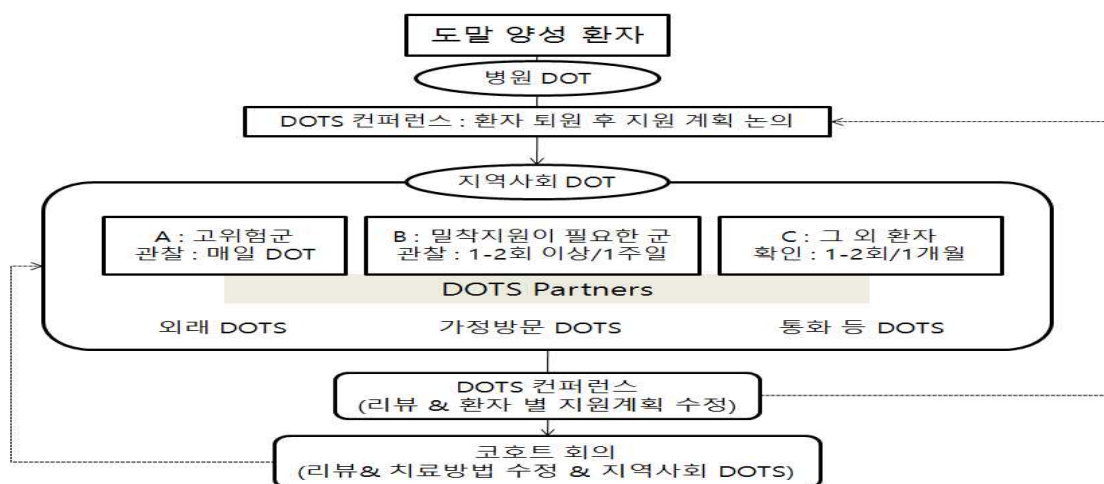 도말 양성 환자
병원 DOT
DOTS 컨퍼런스 : 환자 퇴원 후 지원 계획 논의
지역사회 DOT
A : 고위험군
관찰 : 매일 DOT
B : 밀착지원이 필요한 군
관찰 : 1-2회 이상/1주일
C : 그 외 환자
확인 : 1-2회/1개월
DOTS Partners
외래 DOTS
가정방문 DOTS
통화 등 DOTS
DOTS 컨퍼런스
(리뷰 & 환자 별 지원계획 수정)
코호트 회의
(리뷰& 치료방법 수정 & 지역사회 DOTS)